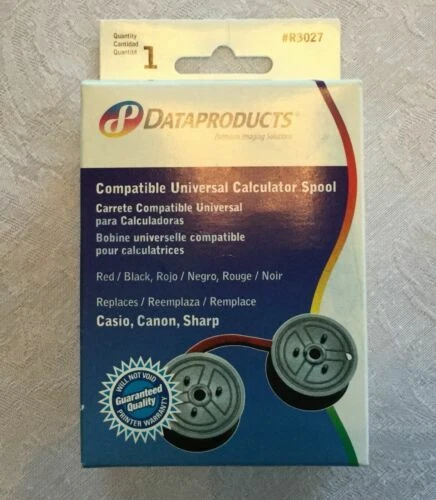 Quantity
Cantidad
Quantité
1
#R3027
DATAPRODUCTS®
Premium Imaging Solutions
Compatible Universal Calculator Spool
Carrete Compatible Universal
para Calculadoras
Bobine universelle compatible
pour calculatrices
Red / Black, Rojo / Negro, Rouge / Noir
Replaces / Reemplaza / Remplace
Casio, Canon, Sharp
WILL NOT VOID
Guaranteed
Quality
PRINTER WARRANTY